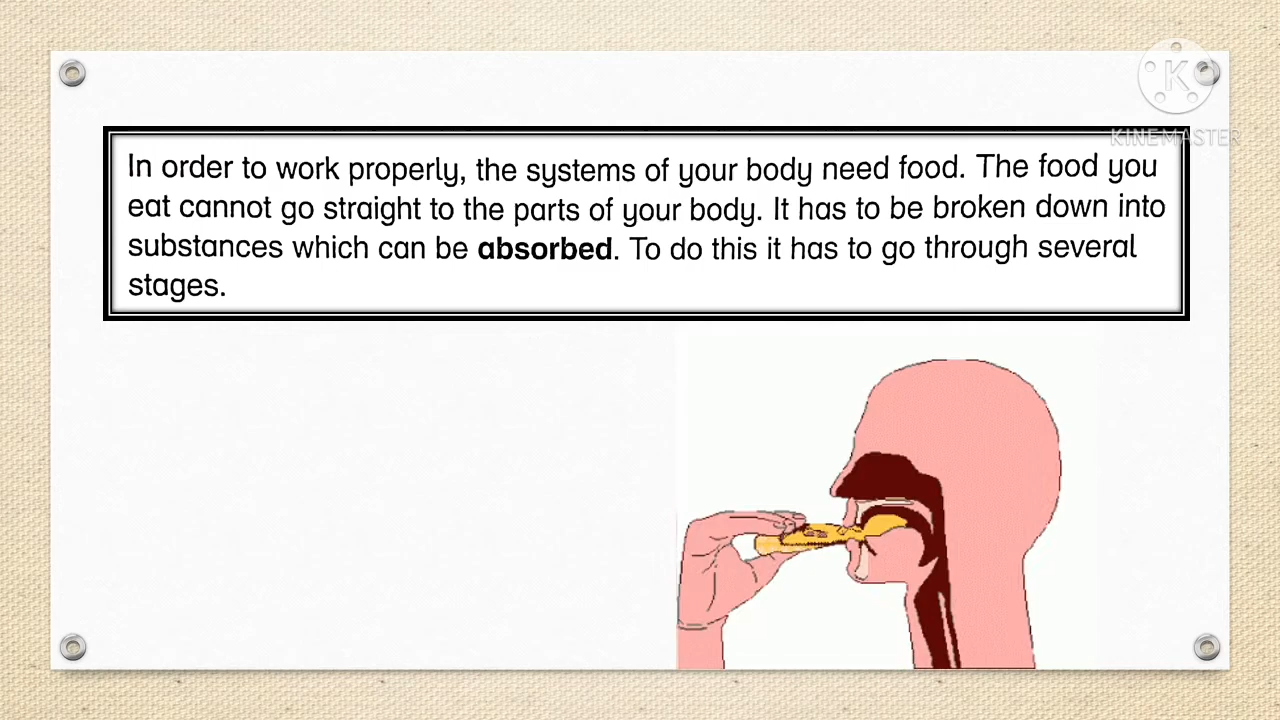 K
KINEMASTER
In order to work properly, the systems of your body need food. The food you
eat cannot go straight to the parts of your body. It has to be broken down into
substances which can be absorbed. To do this it has to go through several
stages.